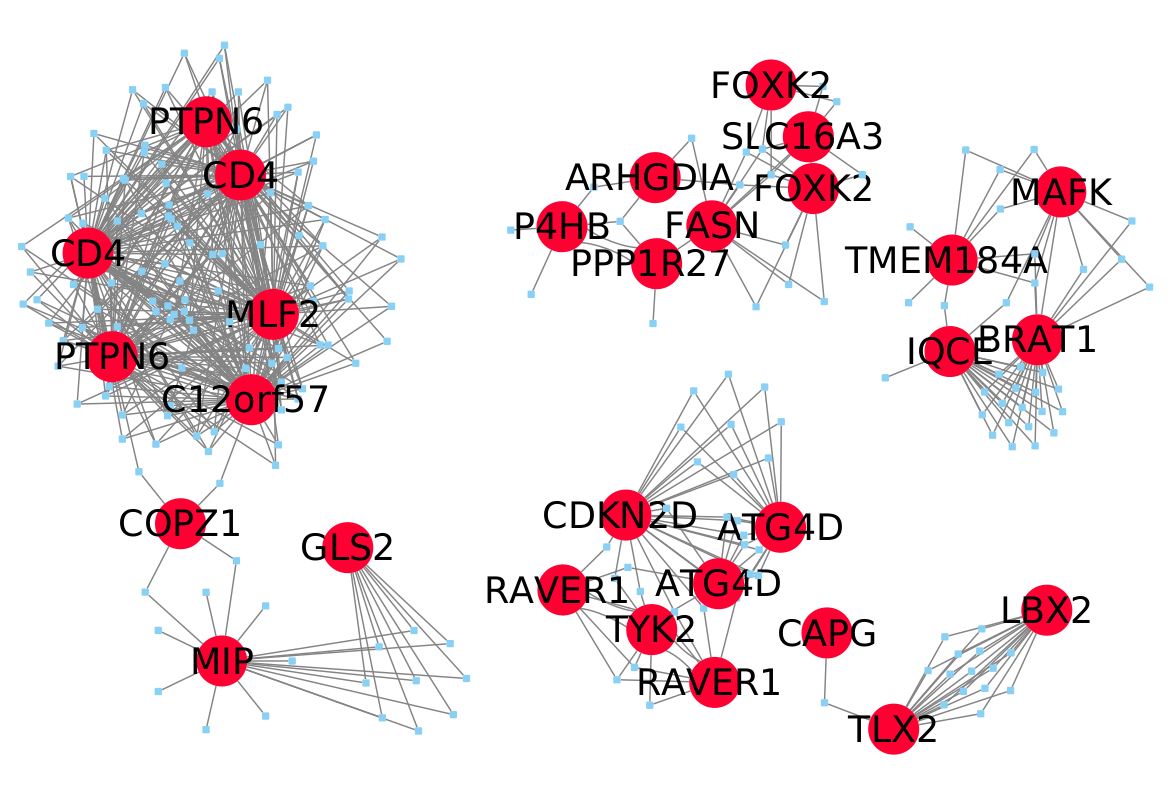 PTPN6
CD4
CD4
MLF2
PTPN6
C12orf57
COPZ1
GLS2
MIP
FOXK2
SLC16A3
ARHGDIA
FOXK2
P4HB
FASN
PPP1R27
MAFK
TMEM184A
IQCE
BRAT1
CDKN2D
ATG4D
RAVER1
ATG4D
TYK2
RAVER1
CAPG
LBX2
TLX2